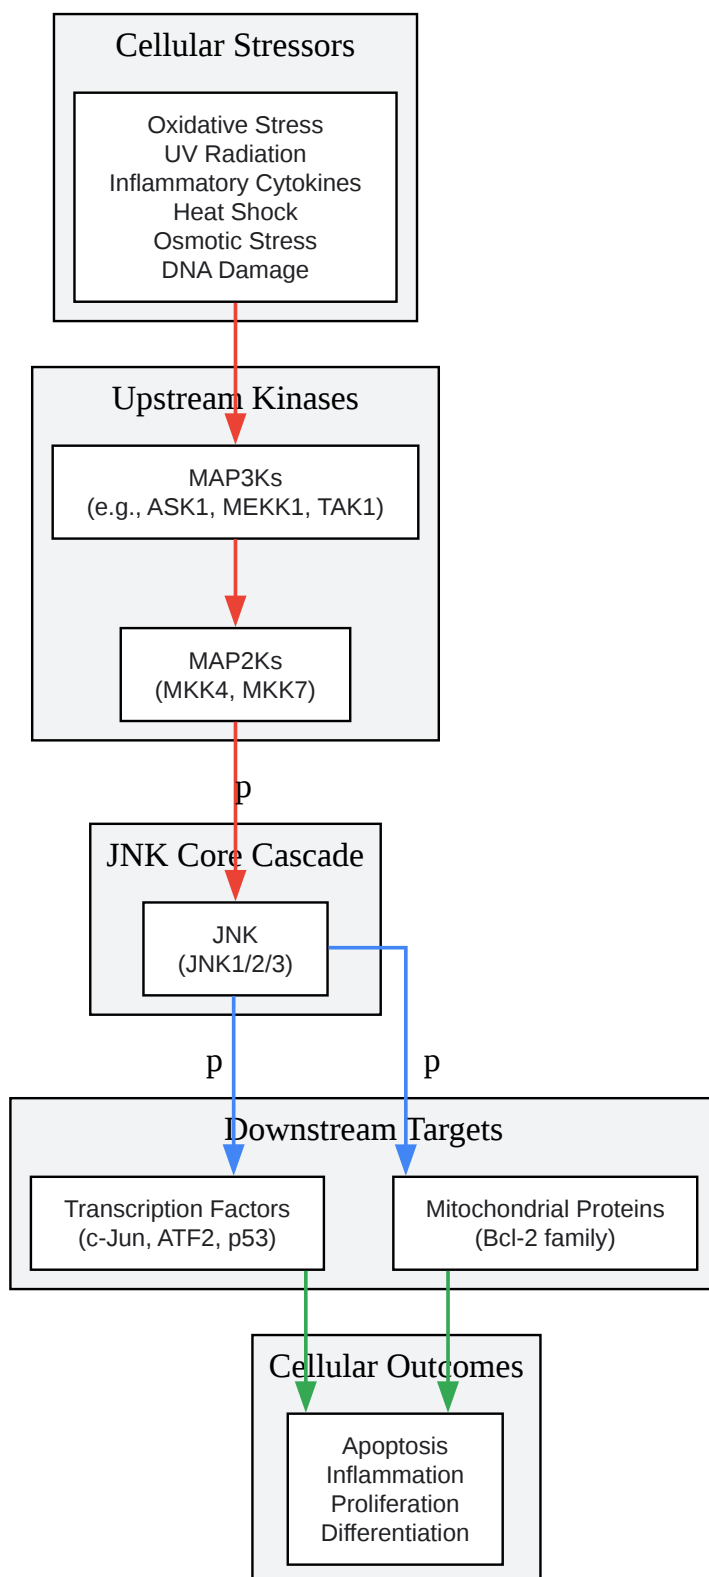 Cellular Stressors
Oxidative Stress
UV Radiation
Inflammatory Cytokines
Heat Shock
Osmotic Stress
DNA Damage
Upstream Kinases
MAP3Ks
(e.g., ASK1, MEKK1, TAK1)
MAP2Ks
(MKK4, MKK7)
p
JNK Core Cascade
JNK
(JNK1/2/3)
p
p
Downstream Targets
Transcription Factors
(c-Jun, ATF2, p53)
Mitochondrial Proteins
(Bcl-2 family)
Cellular Outcomes
Apoptosis
Inflammation
Proliferation
Differentiation